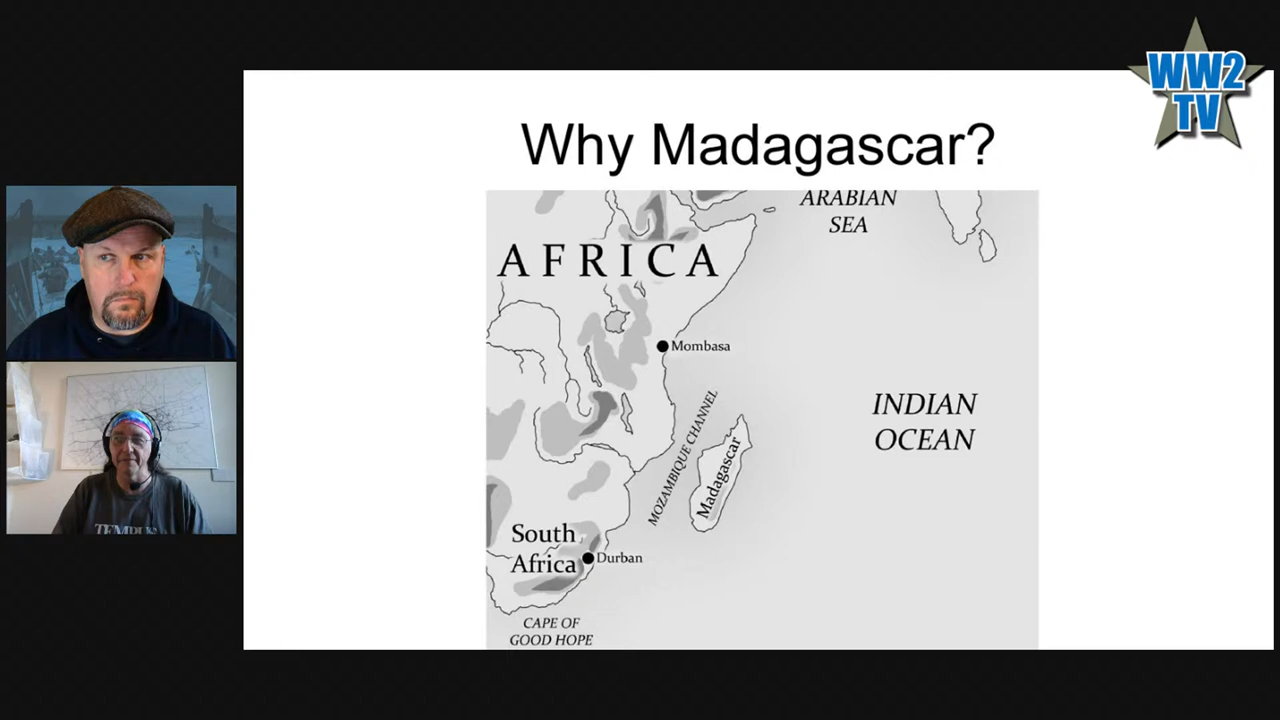 WW2
TV
Why Madagascar?
ARABIAN
SEA
AFRICA
Mombasa
INDIAN
OCEAN
MOZAMBIQUE CHANNEL
Madagascar
South
Africa
Durban
CAPE OF
GOOD HOPE